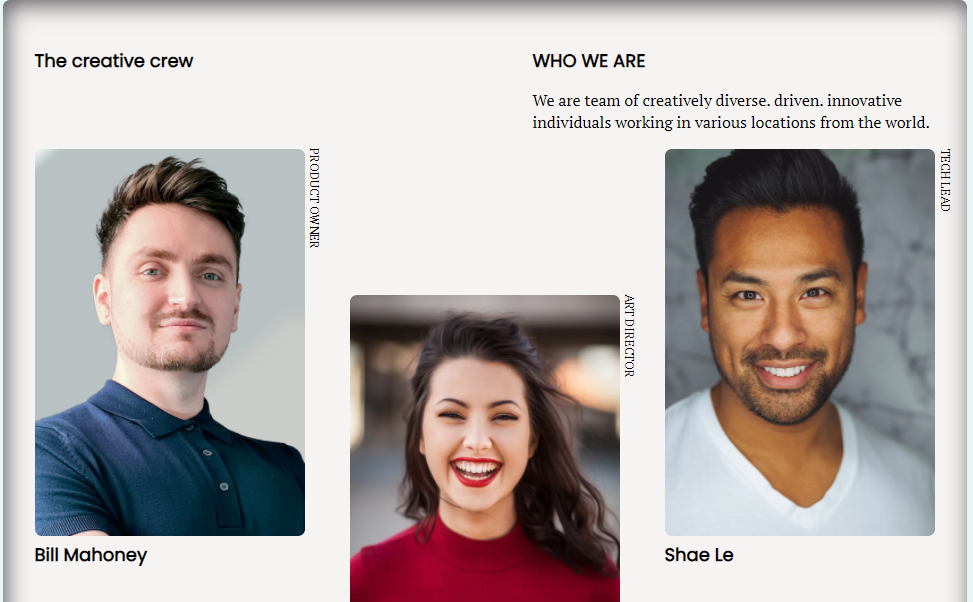 The creative crew
WHO WE ARE
We are team of creatively diverse. driven. innovative
individuals working in various locations from the world.
PRODUCT OWNER
Bill Mahoney
ART DIRECTOR
TECH LEAD
Shae Le